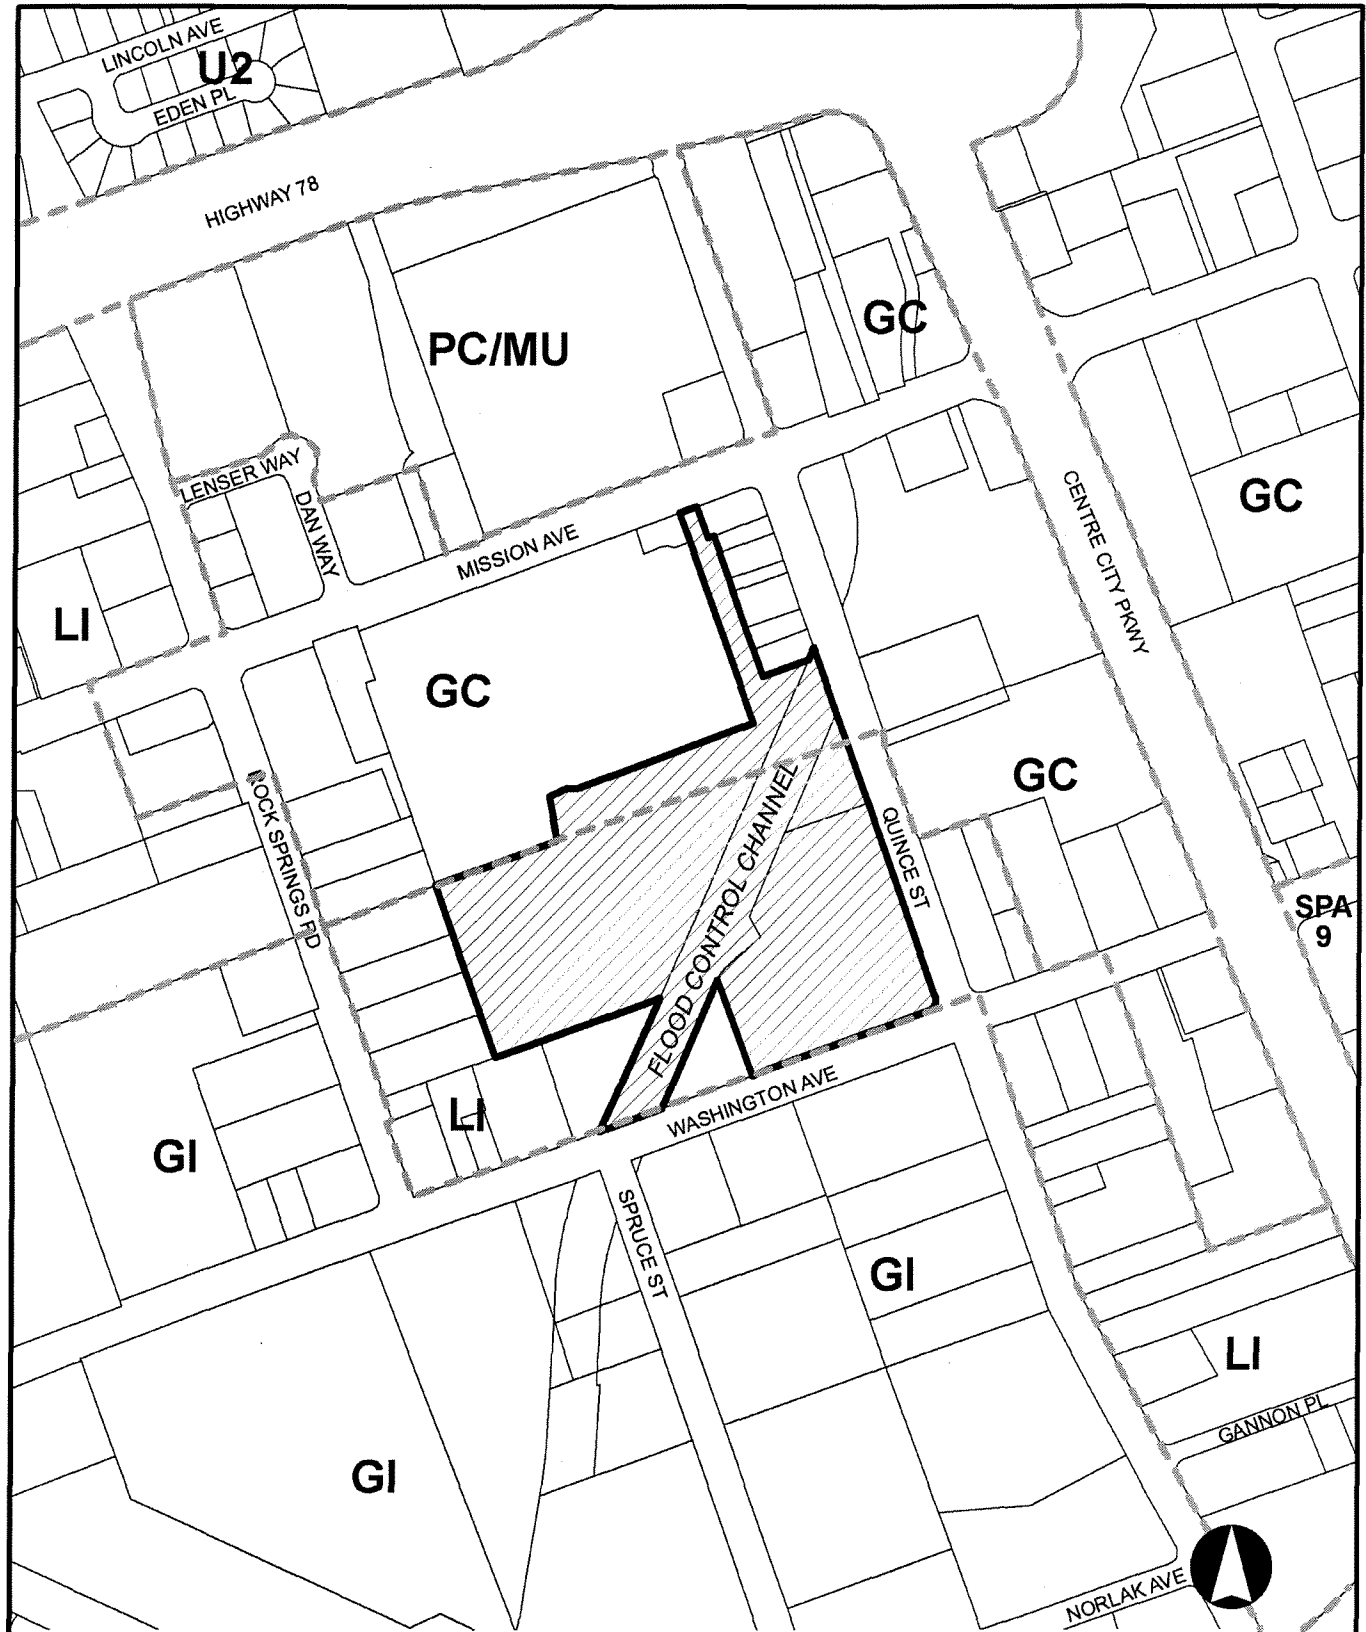 LINCOLN AVE
U2
EDEN PL
HIGHWAY 78
GC
PC/MU
LENSER WAY
DAN WAY
CENTRE CITY PKWY
GC
MISSION AVE
LI
GC
GC
ROCK SPRINGS RD
FLOOD CONTROL CHANNEL
QUINCE ST
SPA
9
LI
WASHINGTON AVE
GI
SPRUCE ST
GI
LI
GANNON PL
GI
NORLAK AVE